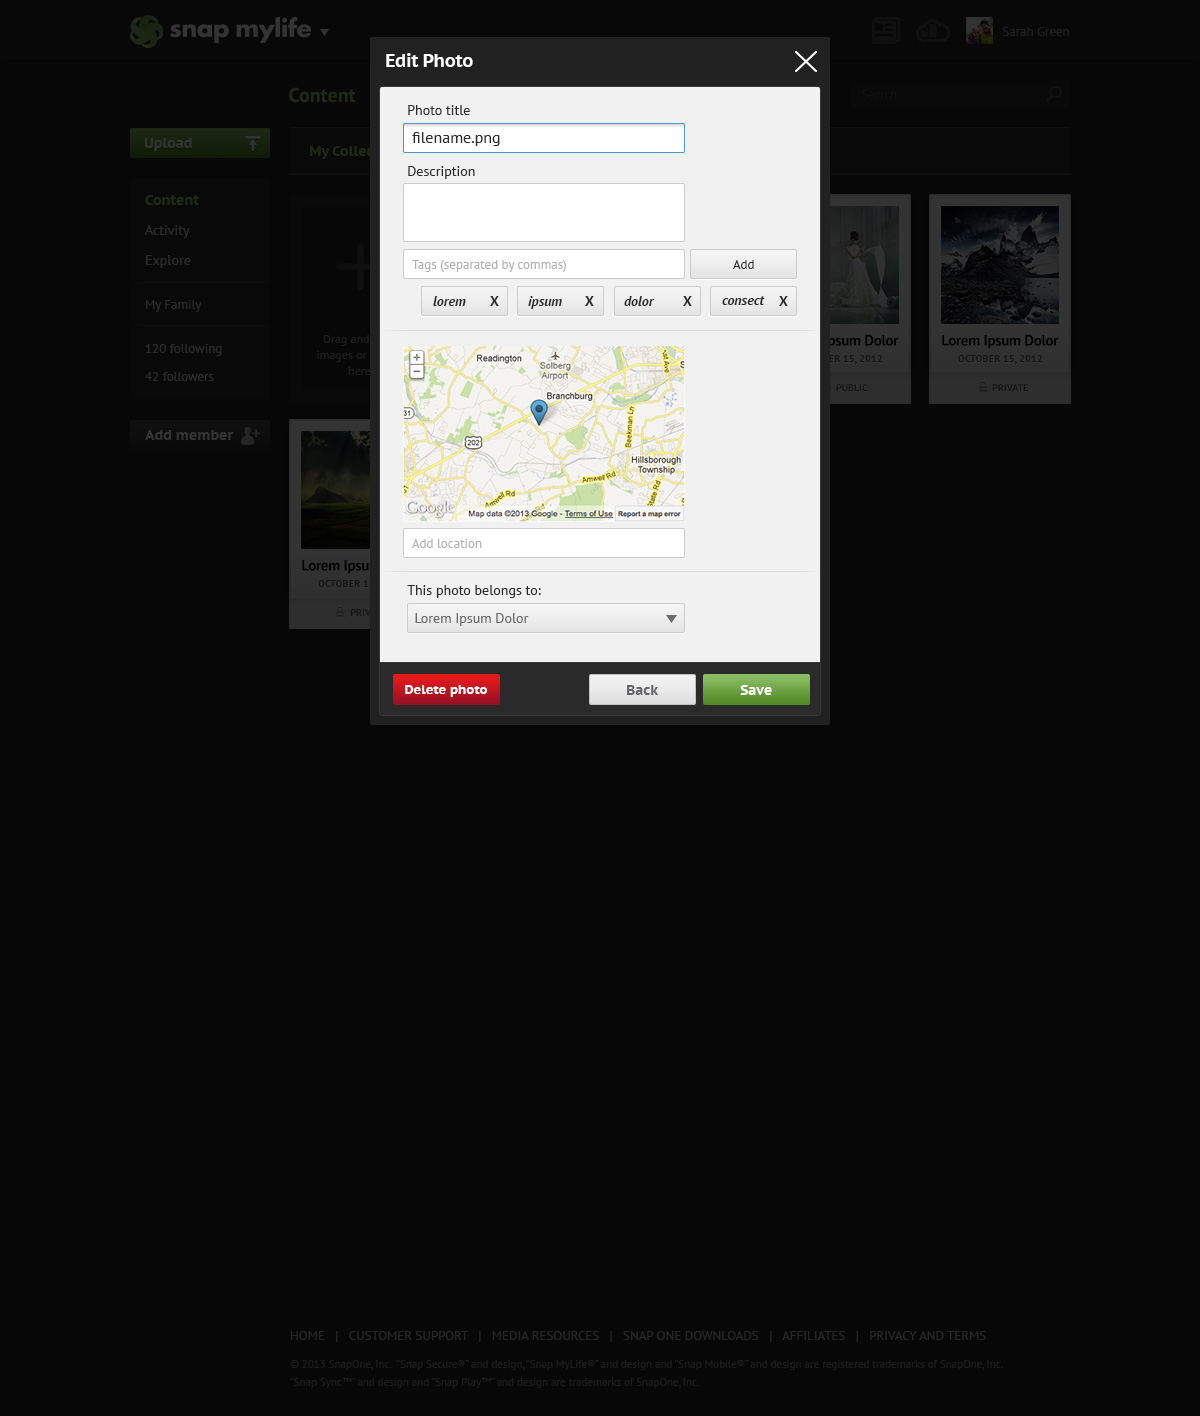 snap mylife
Sarah Green
Edit Photo
Content
Search
Upload
My Collec
Photo title
filename.png
Description
Tags (separated by commas)
Add
lorem X
ipsum X
dolor X
consect X
Content
Activity
Explore
My Family
120 following
42 followers
Add member
Drag and
images or
here
Readington
Solberg
Airport
Branchburg
31
202
Beekman Ln
Hillsborough
Township
Amwell Rd
Amwell Rd
State Rd
Google
Map data ©2013 Google - Terms of Use
Report a map error
Add location
This photo belongs to:
Lorem Ipsum Dolor
Delete photo
Back
Save
psum Dolor
ER 15, 2012
PUBLIC
Lorem Ipsum Dolor
OCTOBER 15, 2012
PRIVATE
Lorem Ipsu
OCTOBER 1
PRIV
HOME | CUSTOMER SUPPORT | MEDIA RESOURCES | SNAP ONE DOWNLOADS | AFFILIATES | PRIVACY AND TERMS
© 2013 SnapOne, Inc. "Snap Secure®" and design, "Snap MyLife®" and design and "Snap Mobile®" and design are registered trademarks of SnapOne, Inc.
"Snap Sync™" and design and "Snap Play™" and design are trademarks of SnapOne, Inc.